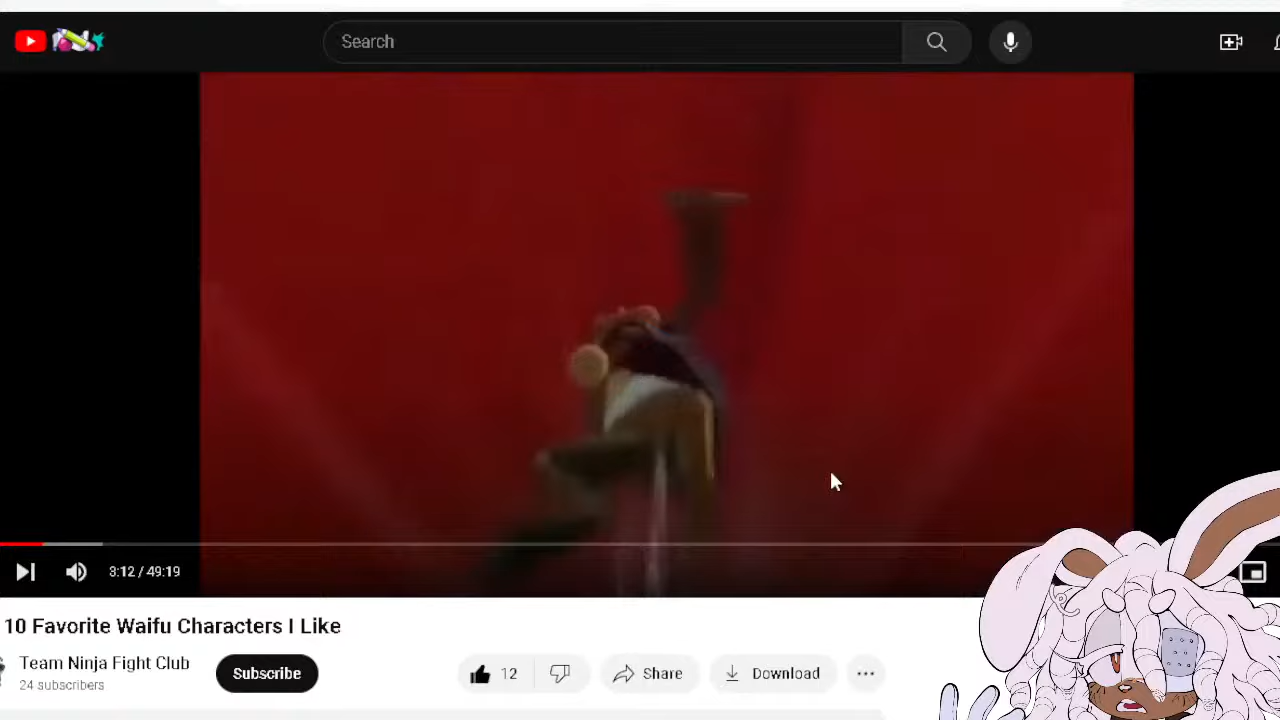 Search
3:12 / 49:19
10 Favorite Waifu Characters I Like
Team Ninja Fight Club
24 subscribers
Subscribe
12
Share
Download